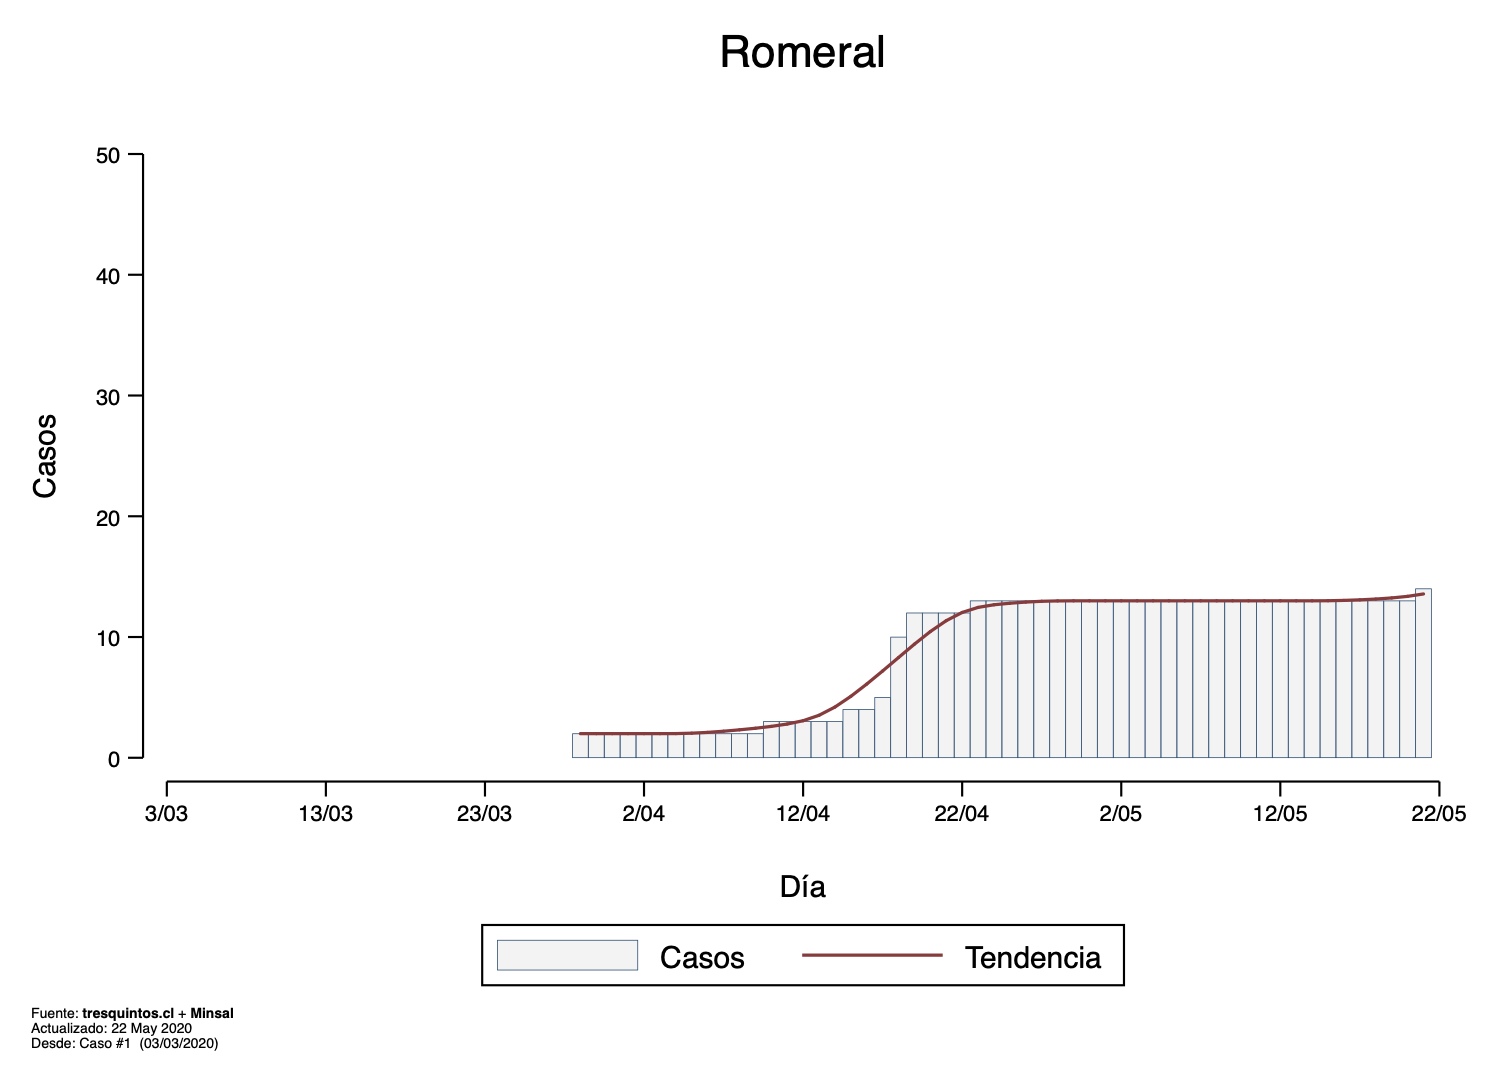 Romeral
50
40
30
20
10
0
Casos
3/03 13/03 23/03 2/04 12/04 22/04 2/05 12/05 22/05
Día
Casos Tendencia
Fuente: tresquintos.cl + Minsal
Actualizado: 22 May 2020
Desde: Caso #1 (03/03/2020)